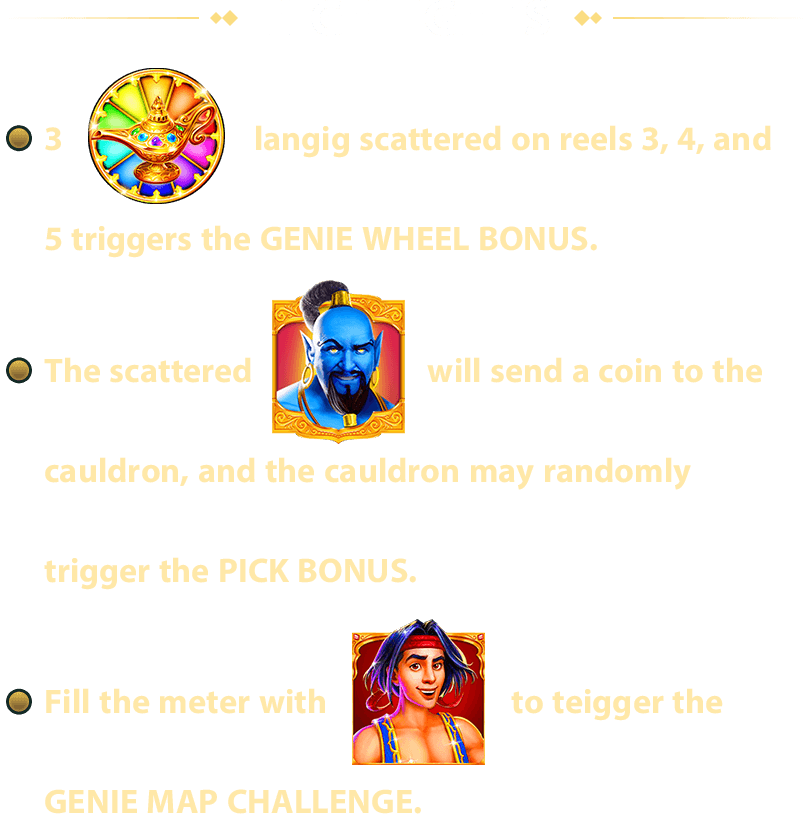 3 langig scattered on reels 3, 4, and
5 triggers the GENIE WHEEL BONUS.
The scattered will send a coin to the
cauldron, and the cauldron may randomly
trigger the PICK BONUS.
Fill the meter with to teigger the
GENIE MAP CHALLENGE.